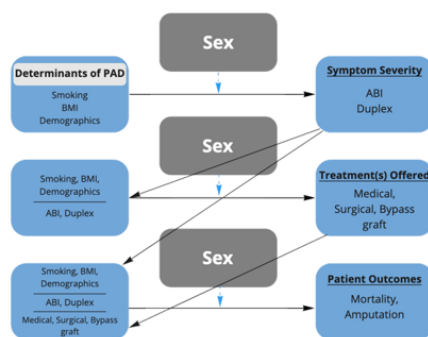 Sex
Determinants of PAD
Smoking
BMI
Demographics
Symptom Severity
ABI
Duplex
Sex
Smoking, BMI,
Demographics
ABI, Duplex
Treatment(s) Offered
Medical,
Surgical, Bypass
graft
Sex
Smoking, BMI,
Demographics
ABI, Duplex
Medical, Surgical, Bypass
graft
Patient Outcomes
Mortality,
Amputation